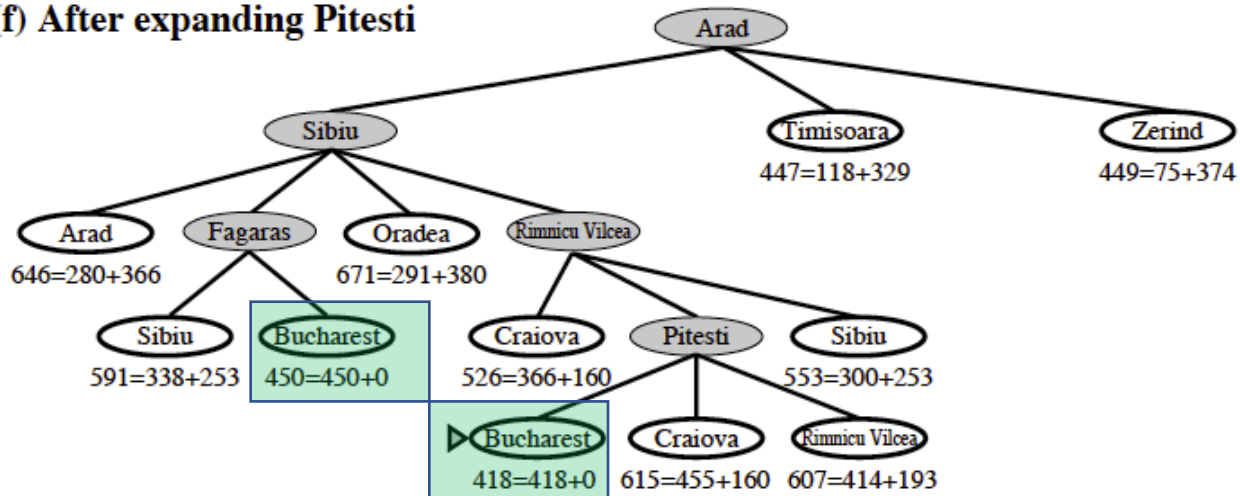 f) After expanding Pitesti
Arad
Sibiu
Timisoara
Zerind
447=118+329
449=75+374
Arad
Fagaras
Oradea
Rimnicu Vilcea
646=280+366
671=291+380
Sibiu
Bucharest
Craiova
Pitesti
Sibiu
591=338+253
450=450+0
526=366+160
553=300+253
Bucharest
Craiova
Rimnicu Vilcea
418=418+0
615=455+160
607=414+193